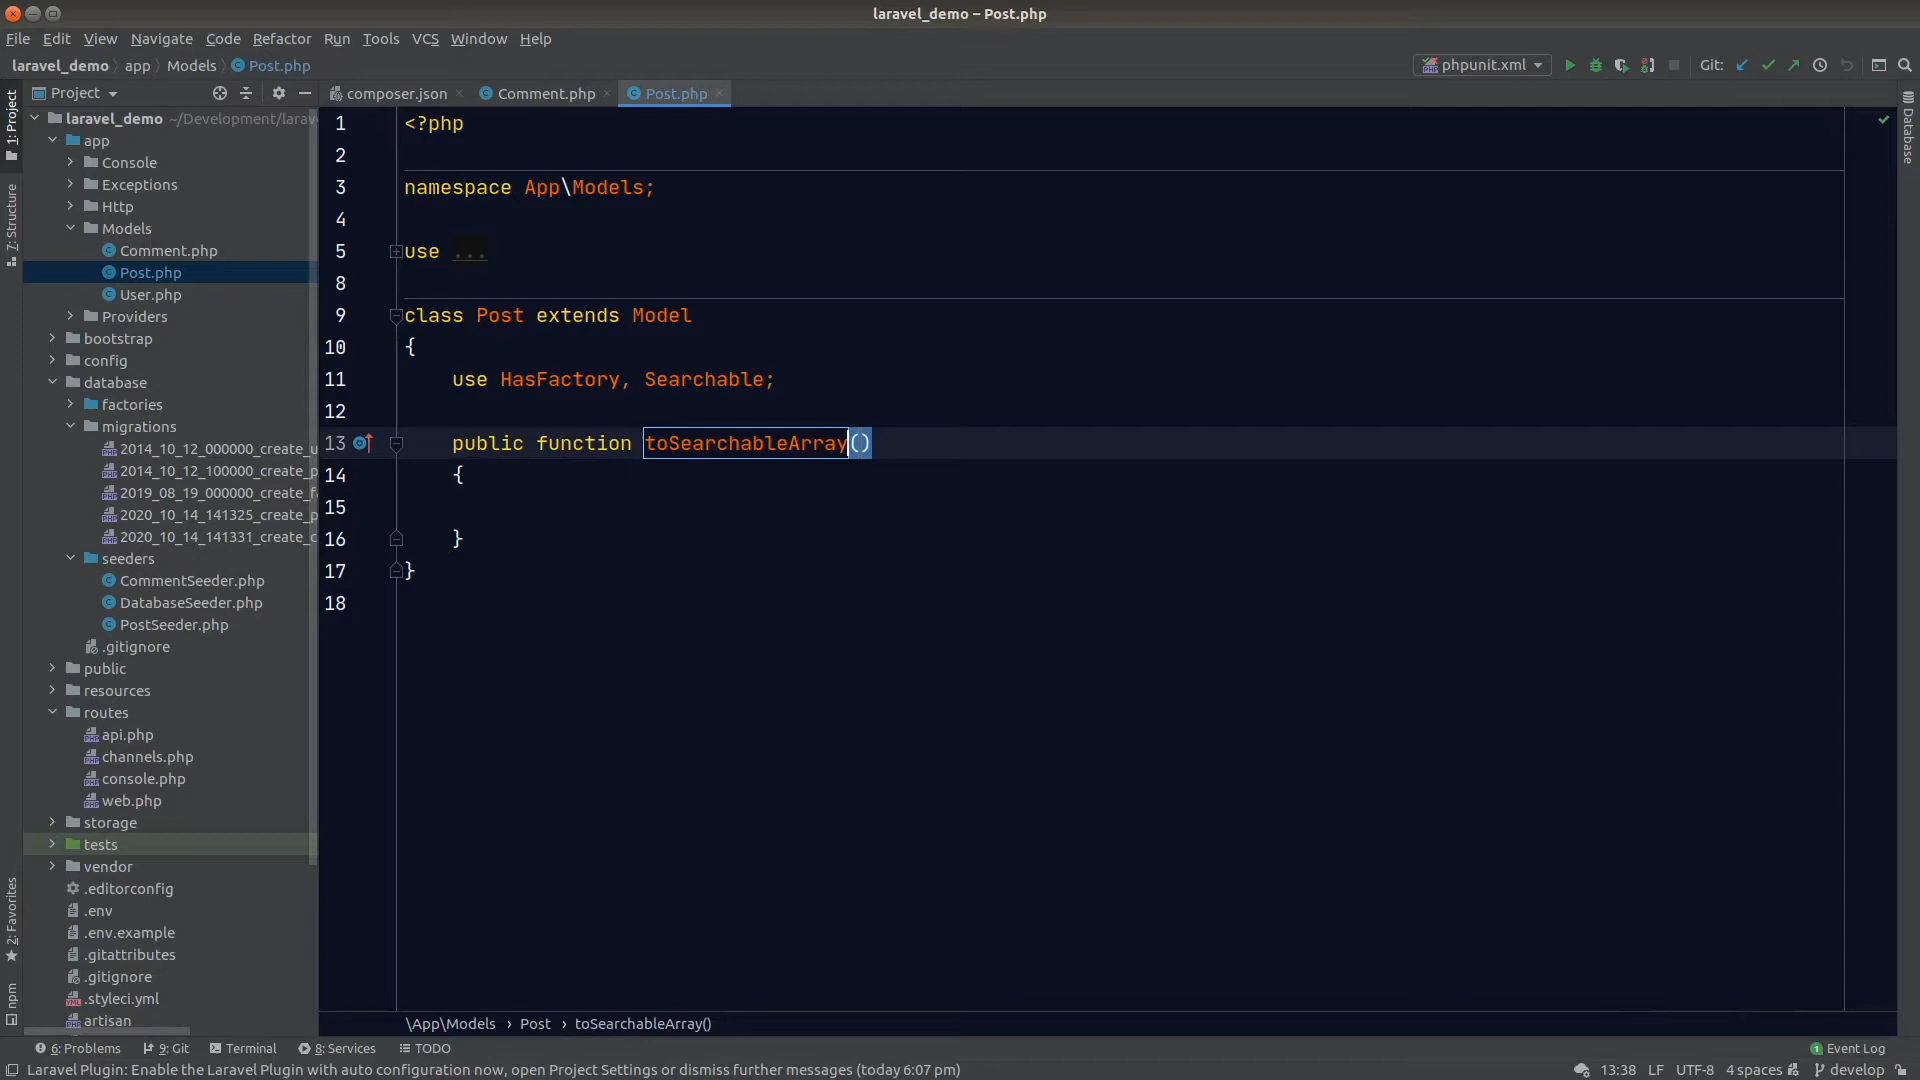 laravel_demo – Post.php
File Edit View Navigate Code Refactor Run Tools VCS Window Help
laravel_demo app Models Post.php
phpunit.xml Git:
Project
composer.json Comment.php Post.php
1: Project
7: Structure
2: Favorites
npm
Database
laravel_demo ~/Development/larav
app
Console
Exceptions
Http
Models
Comment.php
Post.php
User.php
Providers
bootstrap
config
database
factories
migrations
2014_10_12_000000_create_u
2014_10_12_100000_create_p
2019_08_19_000000_create_f
2020_10_14_141325_create_p
2020_10_14_141331_create_c
seeders
CommentSeeder.php
DatabaseSeeder.php
PostSeeder.php
.gitignore
public
resources
routes
api.php
channels.php
console.php
web.php
storage
tests
vendor
.editorconfig
.env
.env.example
.gitattributes
.gitignore
.styleci.yml
artisan
1 <?php
2
3 namespace App\Models;
4
5 use ...
8
9 class Post extends Model
10 {
11 use HasFactory, Searchable;
12
13 public function toSearchableArray()
14 {
15
16 }
17 }
18
\App\Models › Post › toSearchableArray()
6: Problems 9: Git Terminal 8: Services TODO 1 Event Log
Laravel Plugin: Enable the Laravel Plugin with auto configuration now, open Project Settings or dismiss further messages (today 6:07 pm) 13:38 LF UTF-8 4 spaces develop